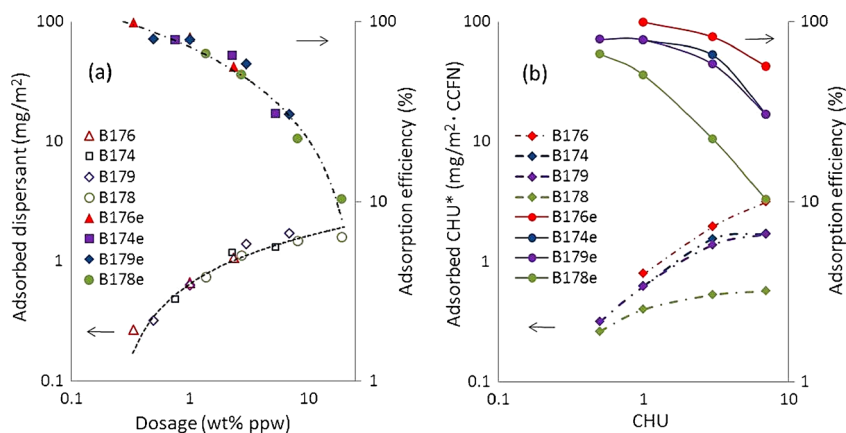 100
10
1
0.1
Adsorbed dispersant (mg/m²)
(a)
B176
B174
B179
B178
B176e
B174e
B179e
B178e
0.1
1
10
Dosage (wt% ppw)
100
10
1
Adsorption efficiency (%)
100
10
1
0.1
Adsorbed CHU* (mg/m²· CCFN)
(b)
B176
B174
B179
B178
B176e
B174e
B179e
B178e
0.1
1
10
CHU
100
10
1
Adsorption efficiency (%)